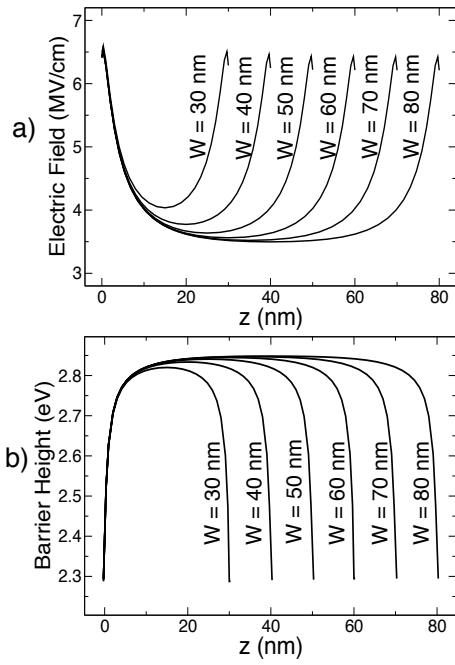 a)
Electric Field (MV/cm)
7
6
5
4
3
W = 30 nm
W = 40 nm
W = 50 nm
W = 60 nm
W = 70 nm
W = 80 nm
0
20
40
60
80
z (nm)
b)
Barrier Height (eV)
2.8
2.7
2.6
2.5
2.4
2.3
W = 30 nm
W = 40 nm
W = 50 nm
W = 60 nm
W = 70 nm
W = 80 nm
0
20
40
60
80
z (nm)